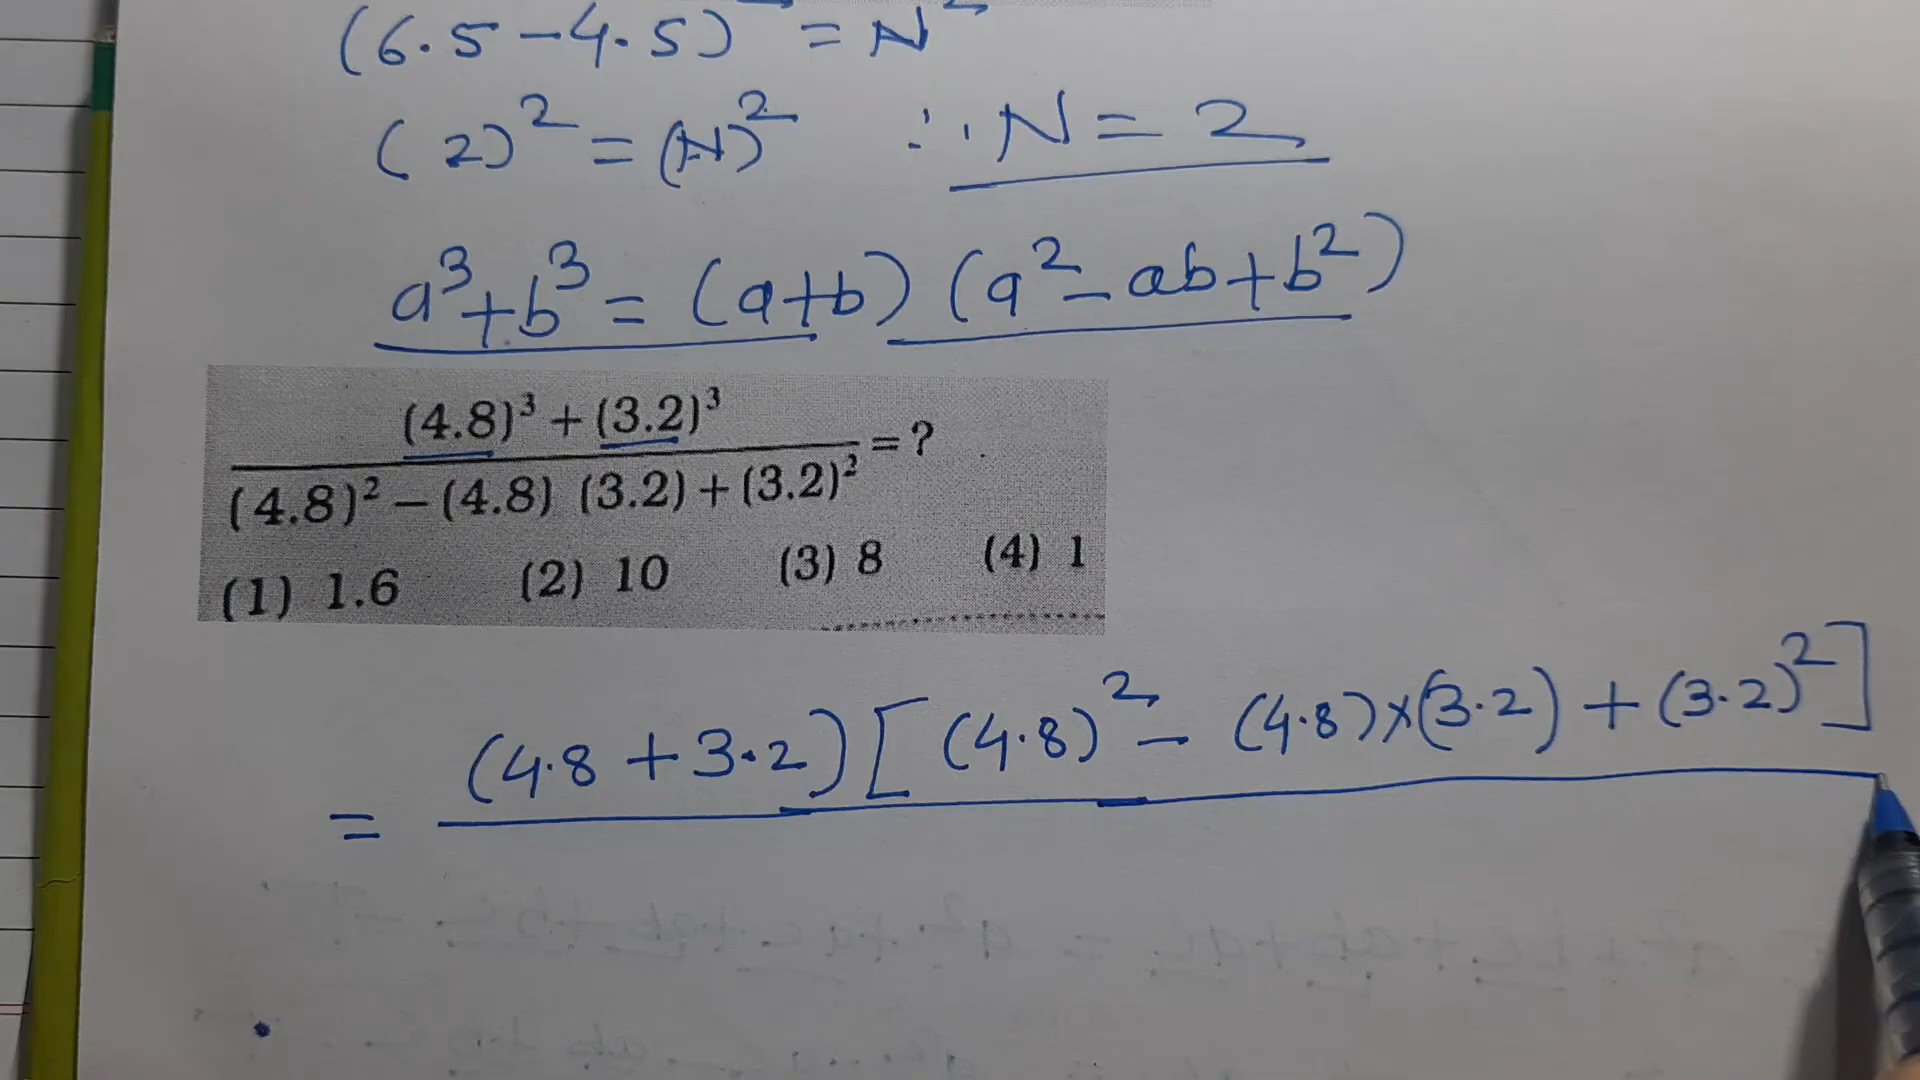 (6.5-4.5)² = N²
(2)² = (N)² ∴ N = 2
a³+b³ = (a+b) (a²-ab+b²)
(4.8)³ + (3.2)³
= ?
(4.8)² – (4.8) (3.2) + (3.2)²
(1) 1.6 (2) 10 (3) 8 (4) 1
(4.8 + 3.2) [(4.8)² - (4.8)×(3.2) + (3.2)²]
=